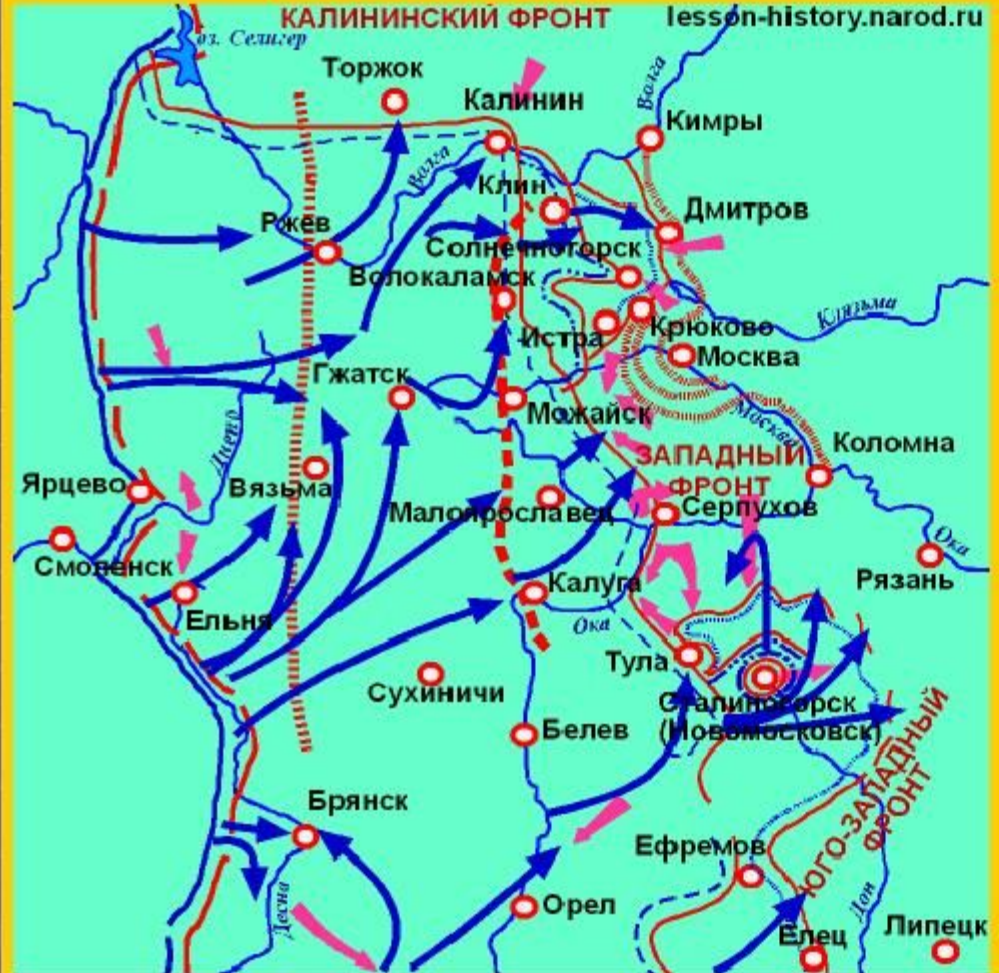 КАЛИНИНСКИЙ ФРОНТ
lesson-history.narod.ru
оз. Селигер
Торжок
Калинин
Волга
Кимры
Волга
Клин
Дмитров
Ржев
Солнечногорск
Волокаламск
Клязьма
Истра
Крюково
Москва
Гжатск
Можайск
Москва
Днепр
Коломна
ЗАПАДНЫЙ
ФРОНТ
Ярцево
Вязьма
Малоярославец
Серпухов
Ока
Смоленск
Рязань
Калуга
Ельня
Ока
Тула
Сухиничи
Сталиногорск
(Новомосковск)
Белев
ЮГО-ЗАПАДНЫЙ
ФРОНТ
Брянск
Ефремов
Десна
Орел
Дон
Елец
Липецк